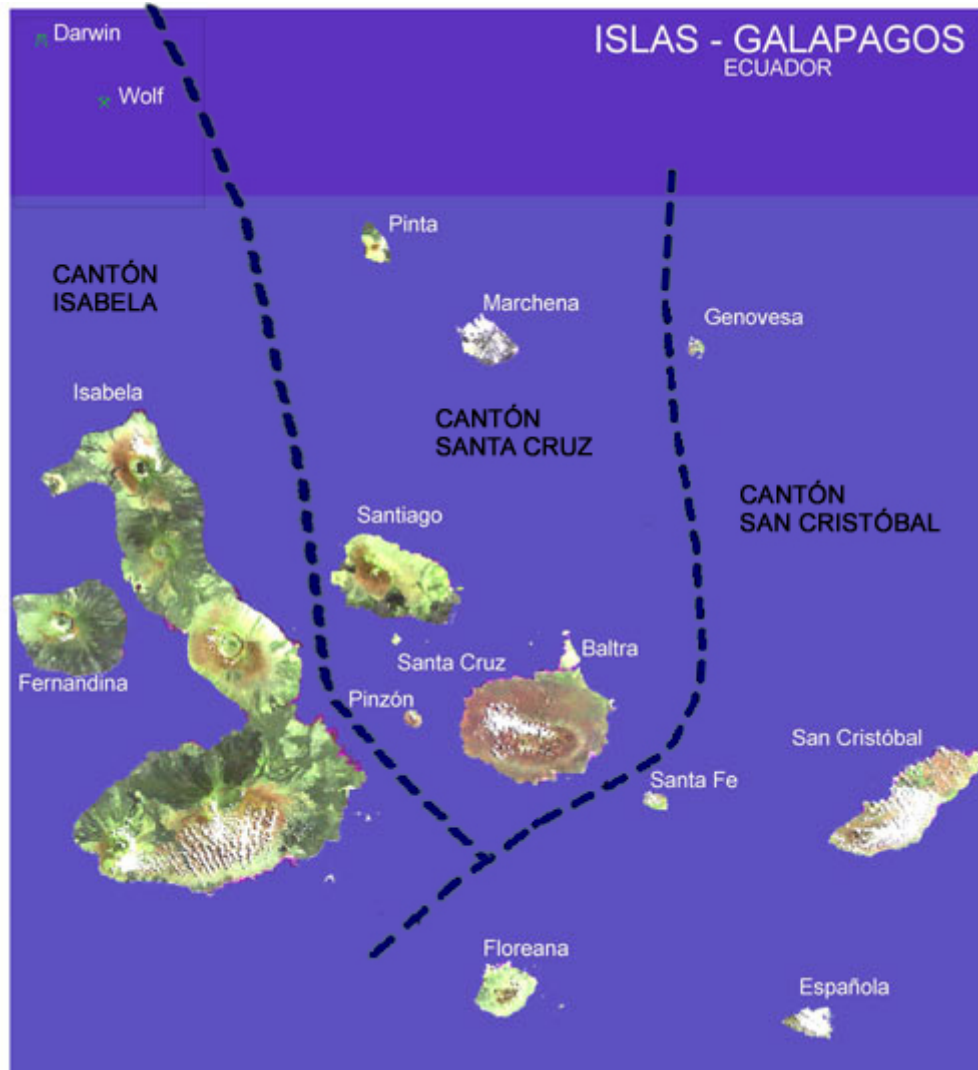 Darwin
ISLAS - GALAPAGOS
ECUADOR
Wolf
Pinta
CANTÓN
ISABELA
Marchena
Genovesa
Isabela
CANTÓN
SANTA CRUZ
CANTÓN
SAN CRISTÓBAL
Santiago
Santa Cruz
Baltra
Fernandina
Pinzón
San Cristóbal
Santa Fe
Floreana
Española